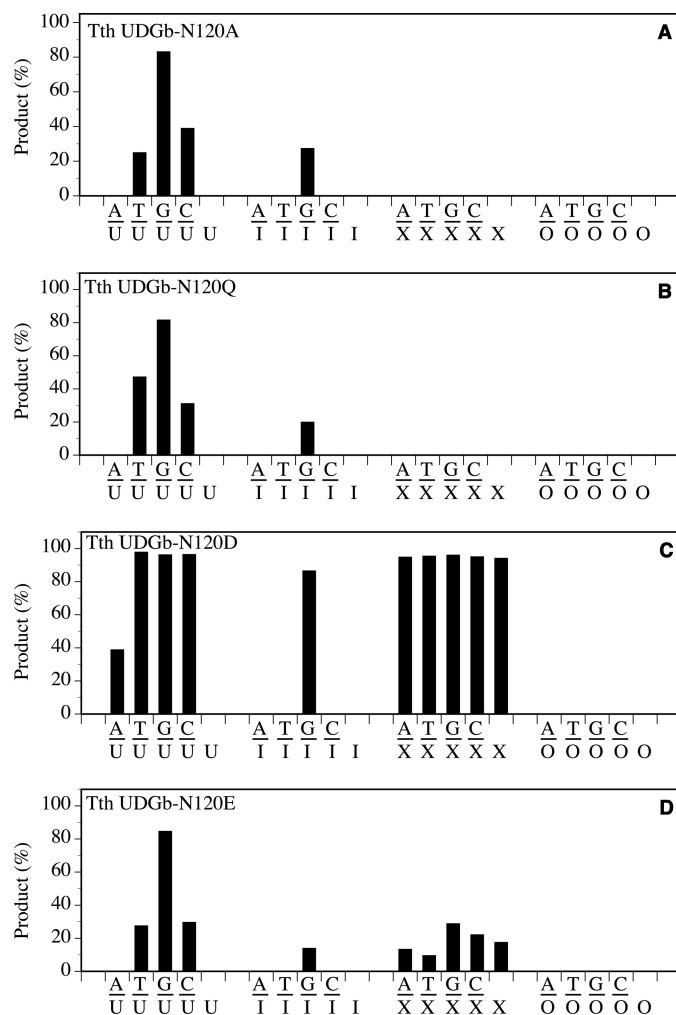 100
Tth UDGb-N120A
A
80
60
40
20
0
Product (%)
A T G C A T G C A T G C A T G C
U U U U U I I I I I X X X X X O O O O O
100
Tth UDGb-N120Q
B
80
60
40
20
0
Product (%)
A T G C A T G C A T G C A T G C
U U U U U I I I I I X X X X X O O O O O
100
Tth UDGb-N120D
C
80
60
40
20
0
Product (%)
A T G C A T G C A T G C A T G C
U U U U U I I I I I X X X X X O O O O O
100
Tth UDGb-N120E
D
80
60
40
20
0
Product (%)
A T G C A T G C A T G C A T G C
U U U U U I I I I I X X X X X O O O O O